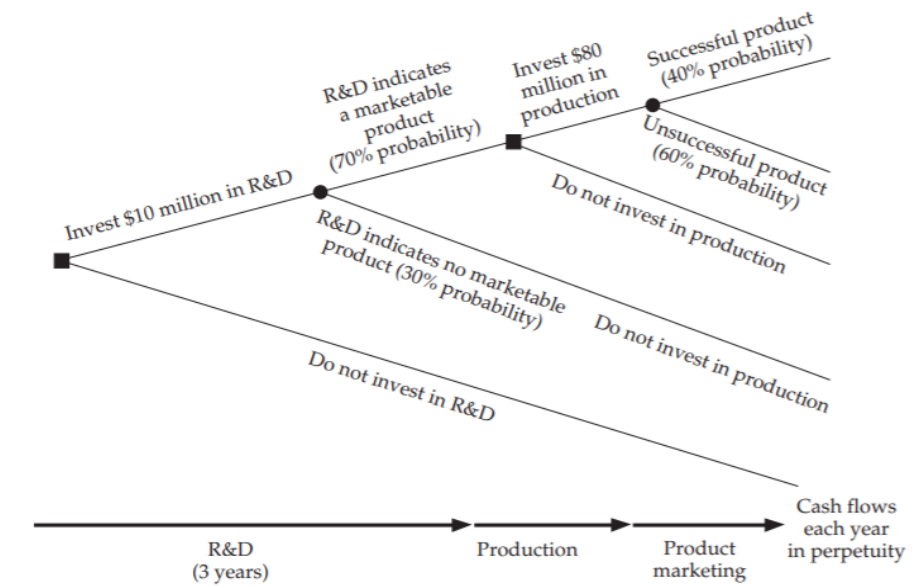 Successful product
(40% probability)
Invest $80
million in
production
R&D indicates
a marketable
product
(70% probability)
Unsuccessful product
(60% probability)
Invest $10 million in R&D
Do not invest in production
R&D indicates no marketable
product (30% probability)
Do not invest in production
Do not invest in R&D
Cash flows
each year
in perpetuity
R&D
(3 years)
Production
Product
marketing